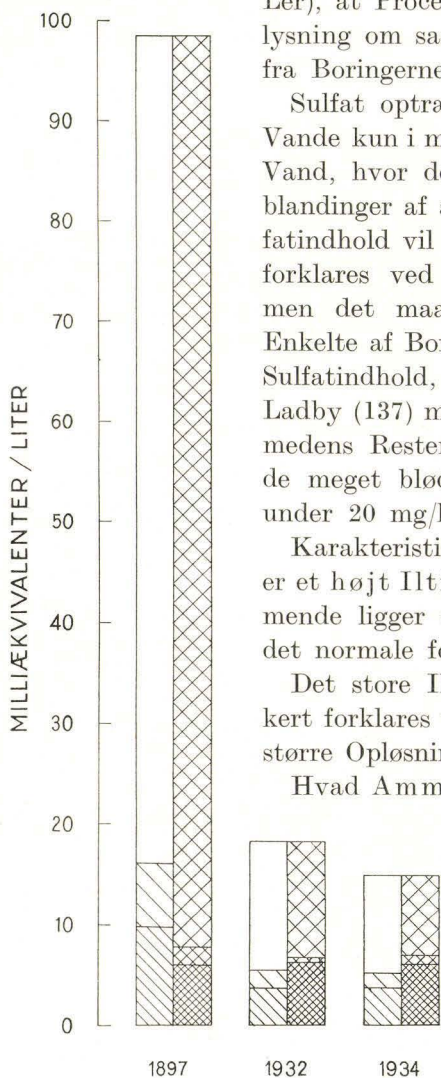 Ler), at Proce
lysning om sa
fra Boringerne
Sulfat optra
Vande kun i m
Vand, hvor de
blandinger af
fatindhold vil
forklares ved
men det maa
Enkelte af Bor
Sulfatindhold,
Ladby (137) m
medens Rester
de meget blød
under 20 mg/l
Karakteristi
er et højt Ilt
mende ligger
det normale fo
Det store I
kert forklares
større Opløsnin
Hvad Amm
MILLIÆKVIVALENTER / LITER
100
90
80
70
60
50
40
30
20
10
0
1897 1932 1934